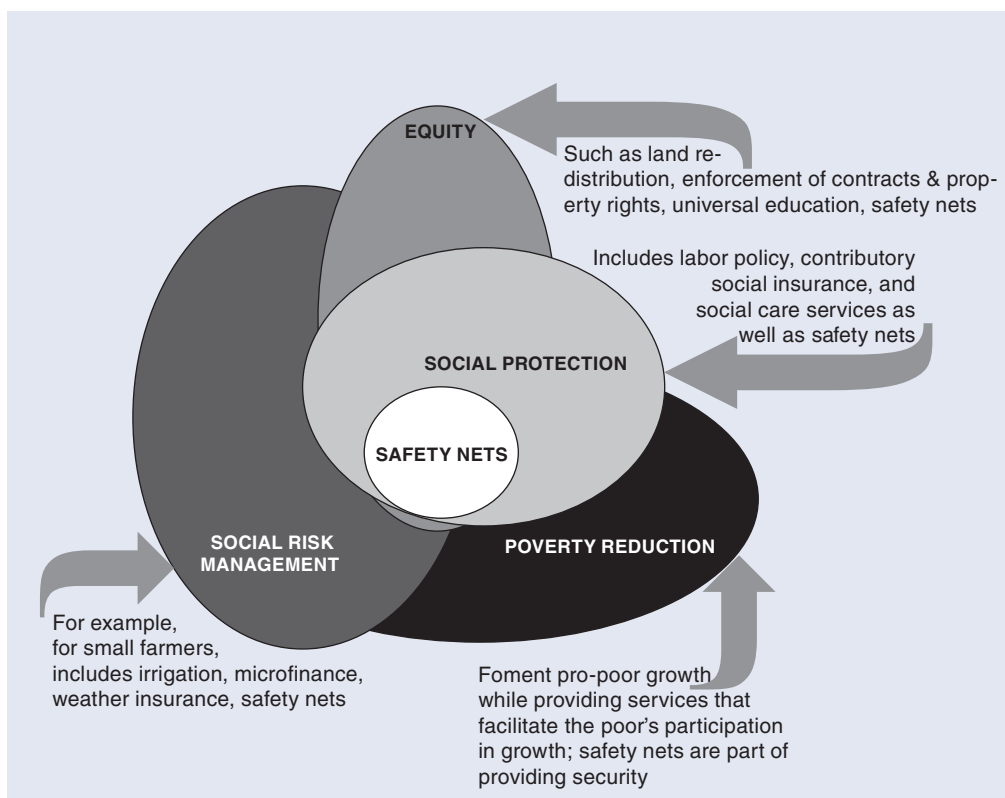 EQUITY
Such as land re-
distribution, enforcement of contracts & prop-
erty rights, universal education, safety nets
Includes labor policy, contributory
social insurance, and
social care services as
well as safety nets
SOCIAL PROTECTION
SAFETY NETS
SOCIAL RISK
MANAGEMENT
POVERTY REDUCTION
For example,
for small farmers,
includes irrigation, microfinance,
weather insurance, safety nets
Foment pro-poor growth
while providing services that
facilitate the poor's participation
in growth; safety nets are part of
providing security